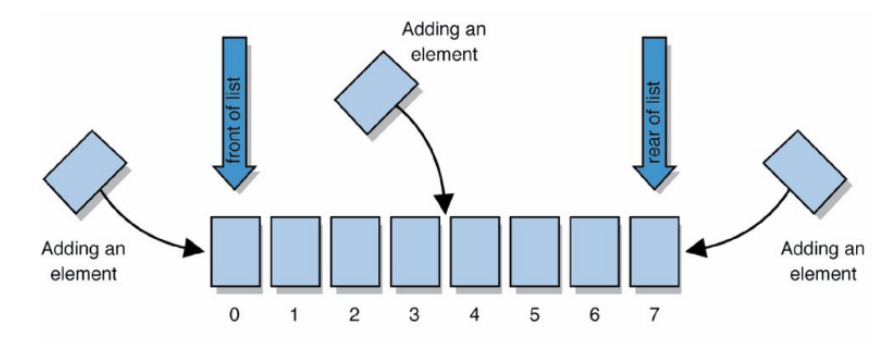 Adding an
element
front of list
rear of list
Adding an
element
Adding an
element
0 1 2 3 4 5 6 7